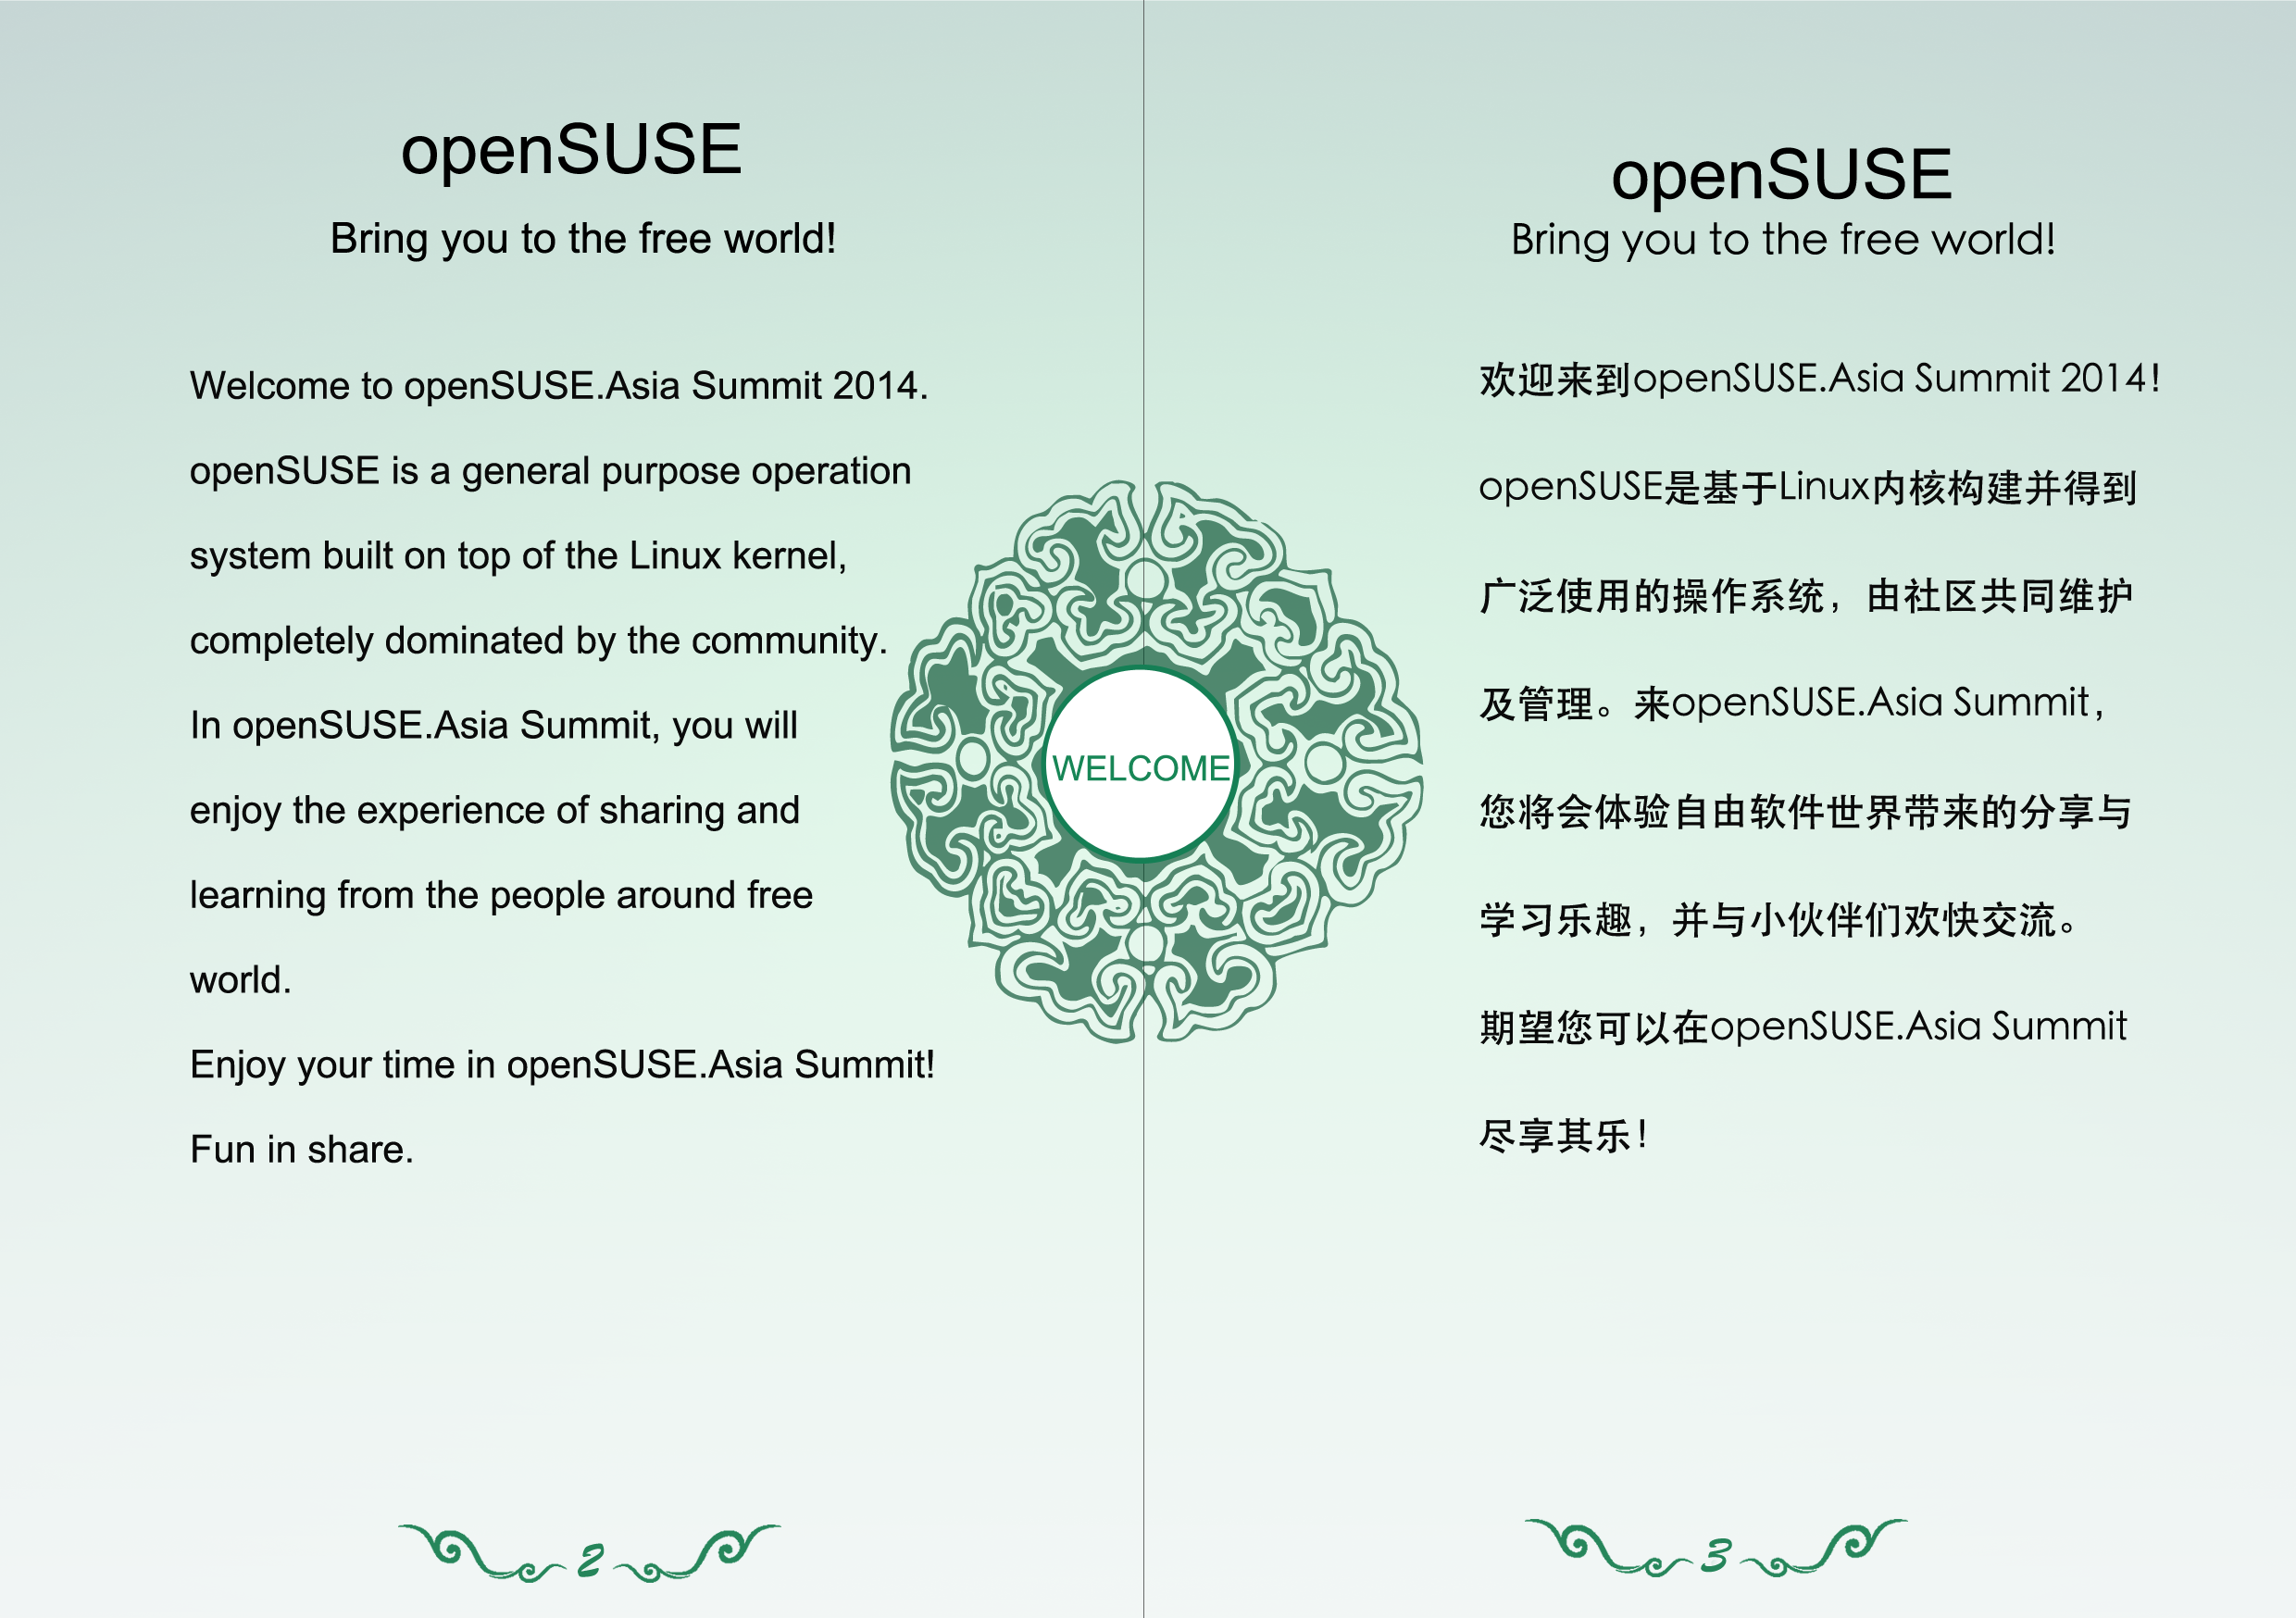 openSUSE
Bring you to the free world!
Welcome to openSUSE.Asia Summit 2014.
openSUSE is a general purpose operation
system built on top of the Linux kernel,
completely dominated by the community.
In openSUSE.Asia Summit, you will
enjoy the experience of sharing and
learning from the people around free
world.
Enjoy your time in openSUSE.Asia Summit!
Fun in share.
2
WELCOME
openSUSE
Bring you to the free world!
欢迎来到openSUSE.Asia Summit 2014!
openSUSE是基于Linux内核构建并得到
广泛使用的操作系统，由社区共同维护
及管理。来openSUSE.Asia Summit，
您将会体验自由软件世界带来的分享与
学习乐趣，并与小伙伴们欢快交流。
期望您可以在openSUSE.Asia Summit
尽享其乐！
3